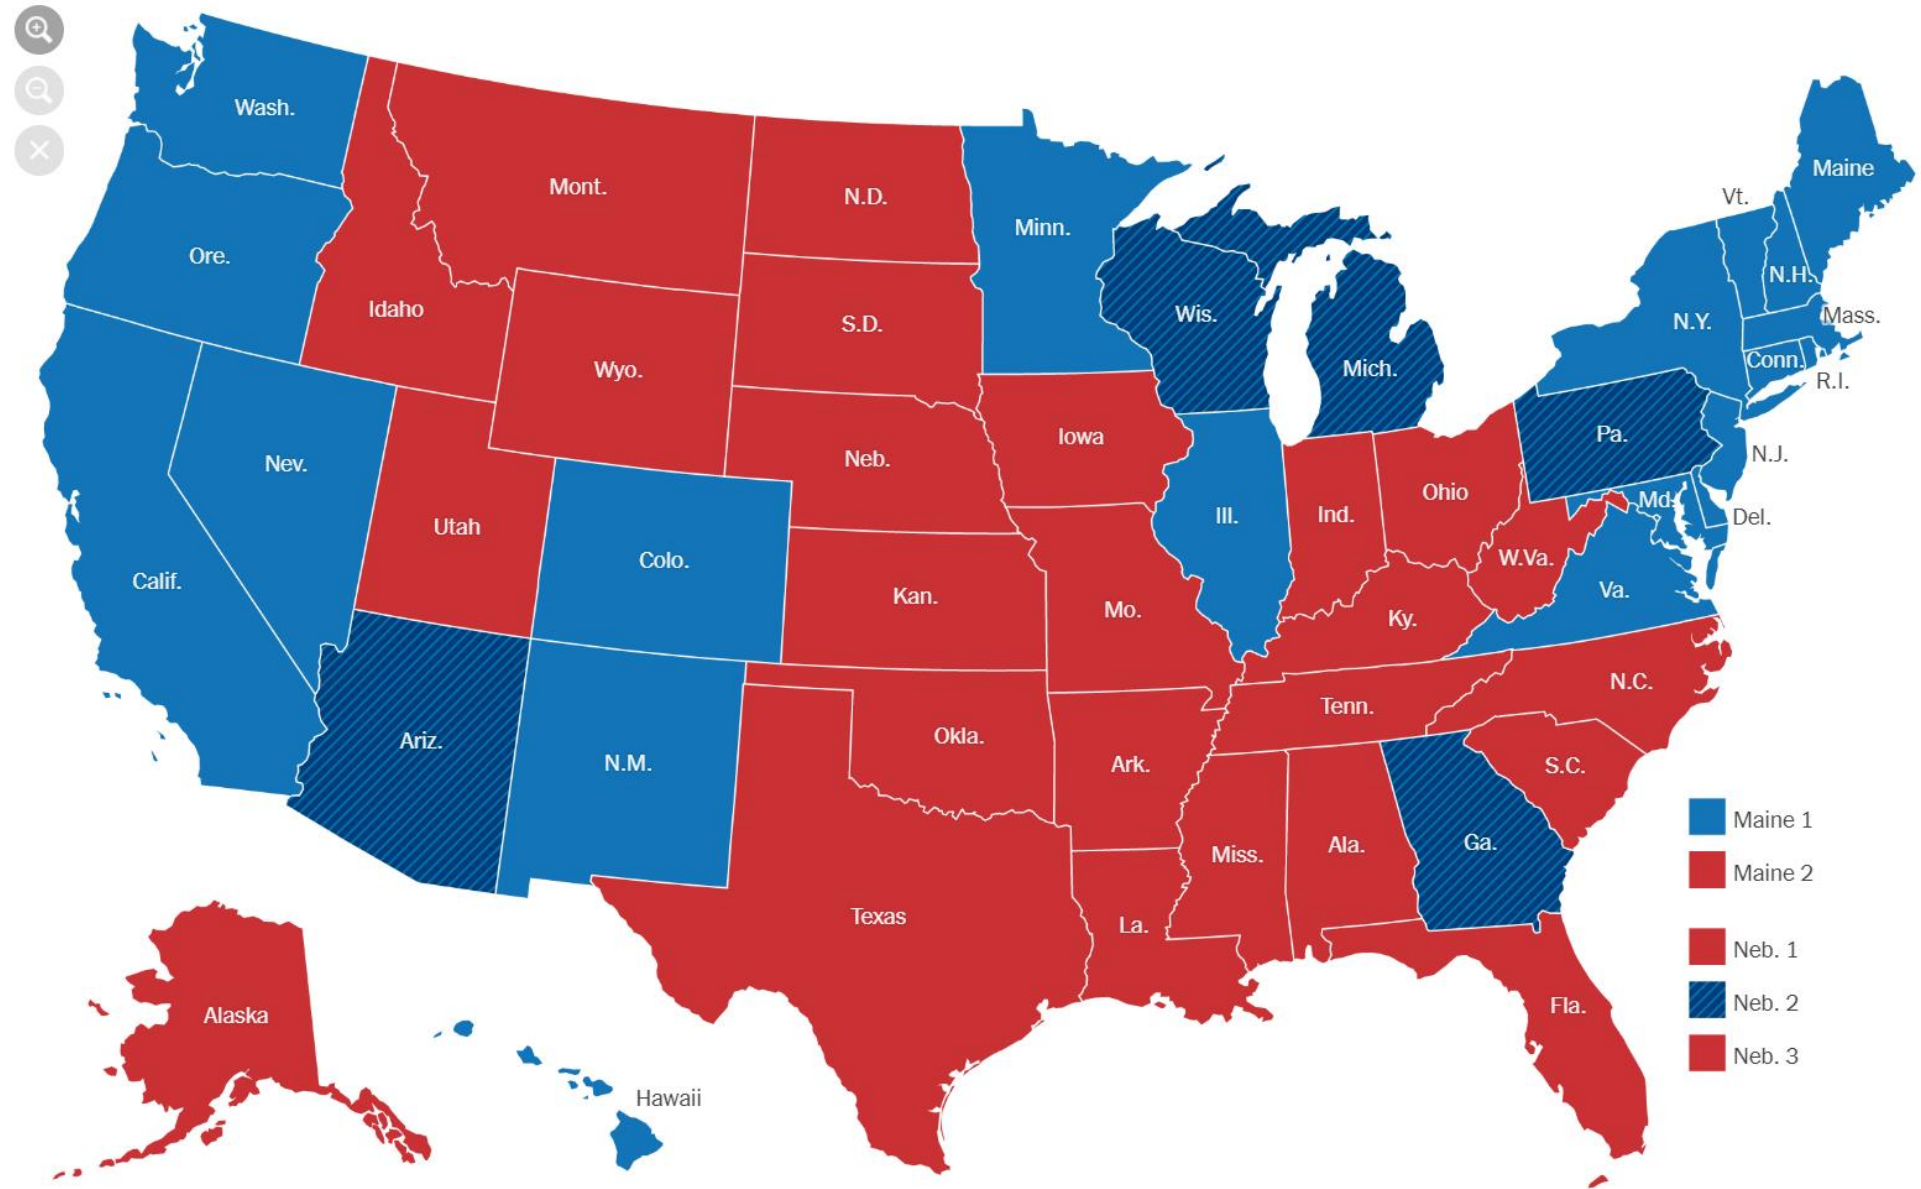 Wash.
Maine
Vt.
Mont.
N.D.
Minn.
Ore.
N.H.
Idaho
S.D.
Wis.
N.Y.
Mass.
Wyo.
Mich.
Conn.
R.I.
Iowa
Pa.
Neb.
Nev.
N.J.
Ohio
Md.
Ill.
Ind.
Del.
Utah
Colo.
W.Va.
Calif.
Kan.
Mo.
Ky.
Va.
N.C.
Tenn.
Ariz.
Okla.
N.M.
Ark.
S.C.
Maine 1
Ga.
Ala.
Miss.
Maine 2
Texas
La.
Neb. 1
Neb. 2
Fla.
Alaska
Neb. 3
Hawaii